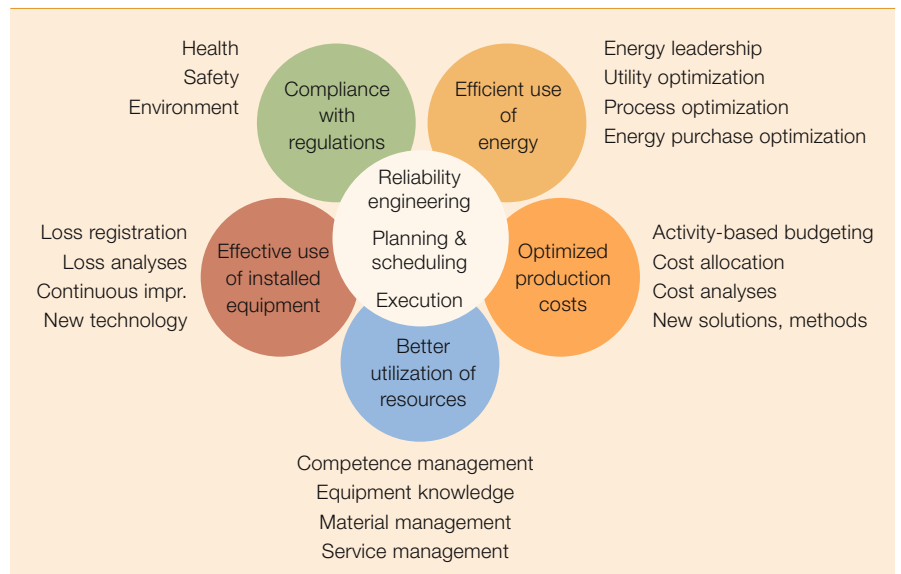 Health
Safety
Environment
Compliance
with
regulations
Efficient use
of
energy
Energy leadership
Utility optimization
Process optimization
Energy purchase optimization
Reliability
engineering
Planning &
scheduling
Execution
Loss registration
Loss analyses
Continuous impr.
New technology
Effective use
of installed
equipment
Optimized
production
costs
Activity-based budgeting
Cost allocation
Cost analyses
New solutions, methods
Better
utilization of
resources
Competence management
Equipment knowledge
Material management
Service management